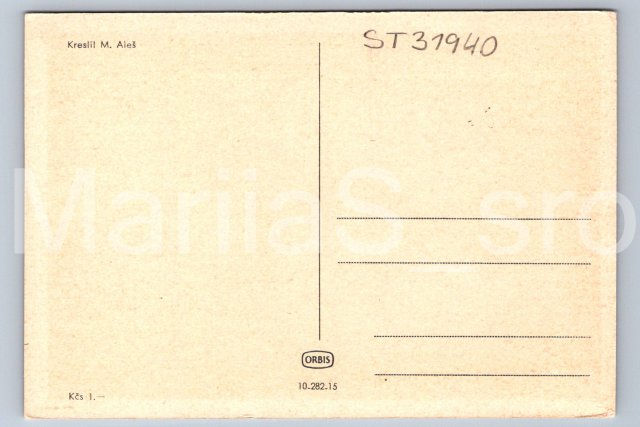 Kreslil M. Aleš
ST31940
MariiaS_sro
ORBIS
10-282-15
Kčs 1.—